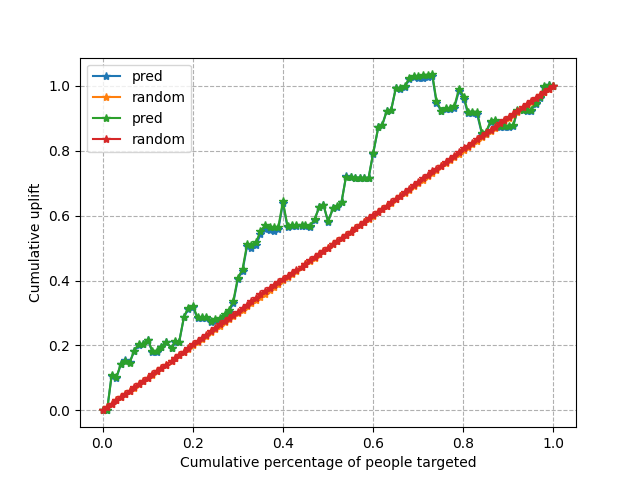 pred
random
pred
random
1.0
0.8
0.6
0.4
0.2
0.0
Cumulative uplift
0.0 0.2 0.4 0.6 0.8 1.0
Cumulative percentage of people targeted